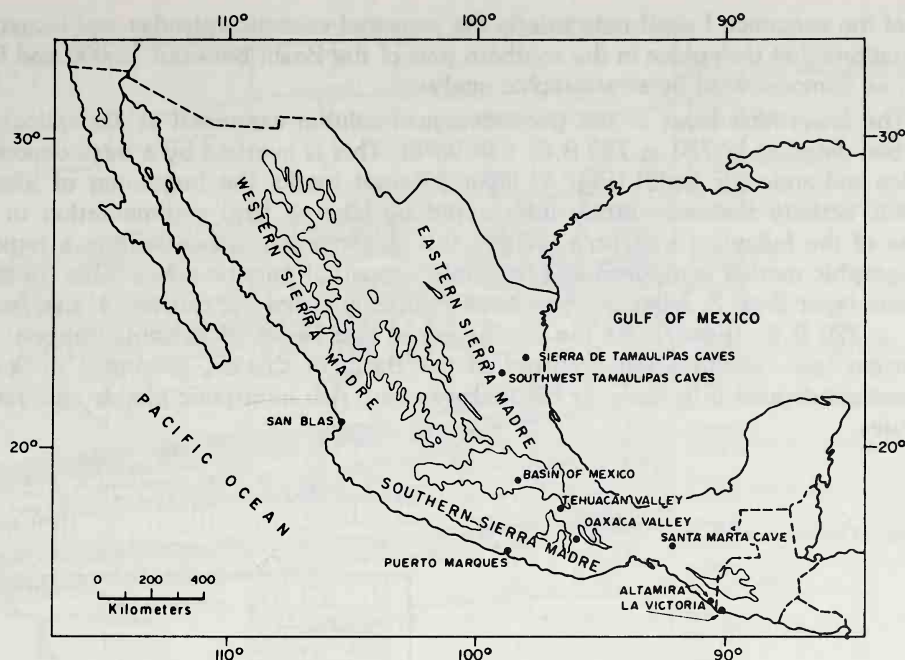 110°
100°
90°
30°
30°
WESTERN SIERRA MADRE
EASTERN SIERRA MADRE
GULF OF MEXICO
SIERRA DE TAMAULIPAS CAVES
SOUTHWEST TAMAULIPAS CAVES
PACIFIC OCEAN
SAN BLAS
20°
20°
BASIN OF MEXICO
TEHUACAN VALLEY
SOUTHERN SIERRA MADRE
OAXACA VALLEY
SANTA MARTA CAVE
PUERTO MARQUES
0 200 400
Kilometers
ALTAMIRA
LA VICTORIA
110°
100°
90°